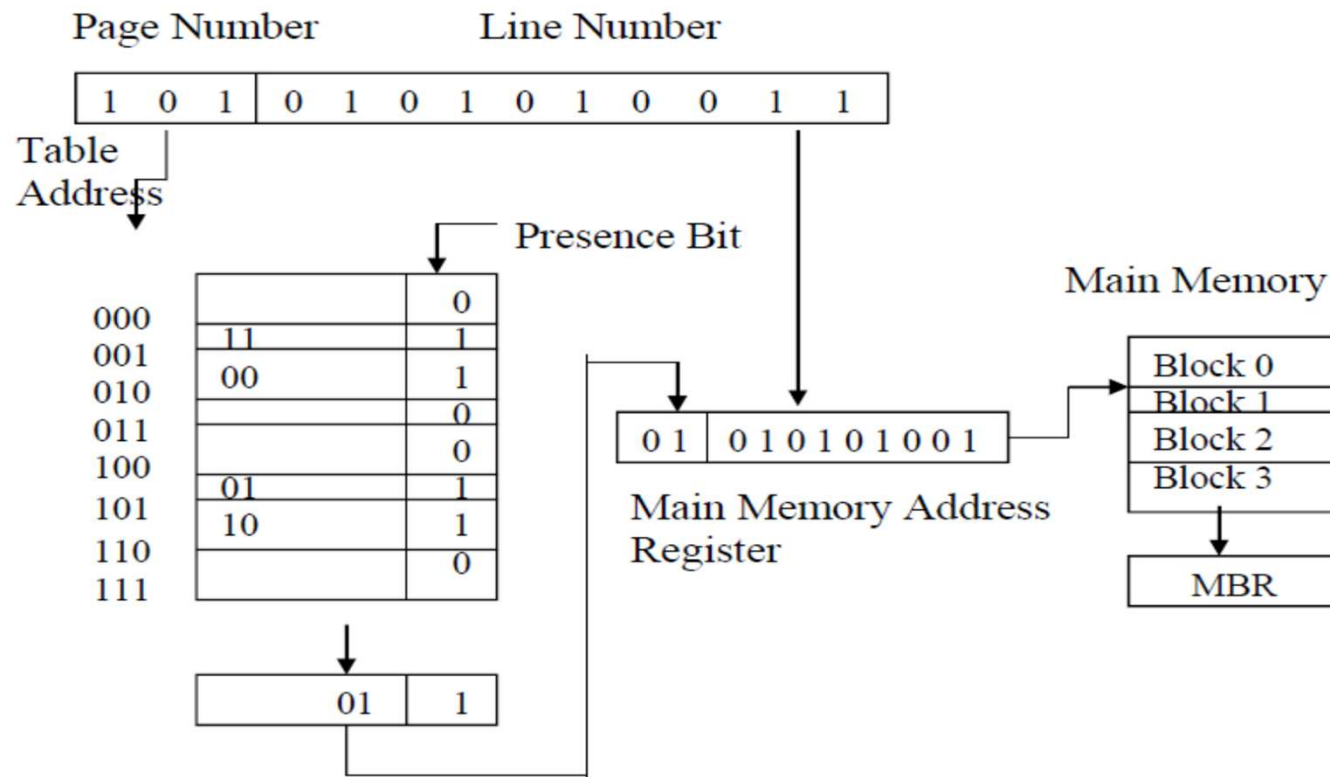 Page Number Line Number
1 0 1 0 1 0 1 0 1 0 0 1 1
Table
Address
Presence Bit
Main Memory
000 0
001 11 1
010 00 1
011 0
100 0
101 01 1
110 10 1
111 0
01 1
0 1 0 1 0 1 0 1 0 0 1
Main Memory Address
Register
Block 0
Block 1
Block 2
Block 3
MBR